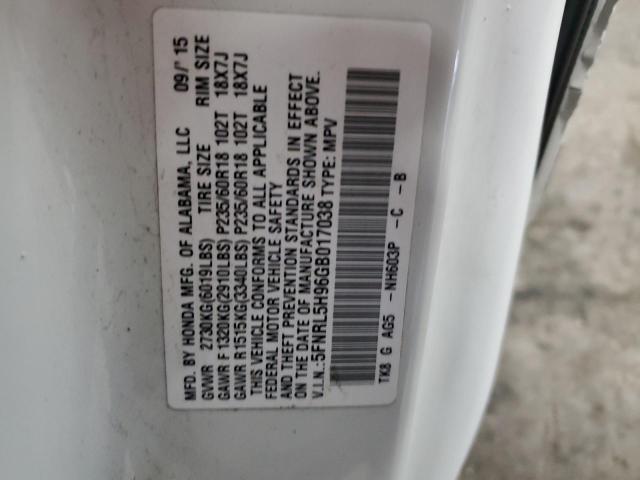 MFD. BY HONDA MFG. OF ALABAMA, LLC 09/'15
GVWR 2730KG(6019LBS) TIRE SIZE RIM SIZE
GAWR F 1320KG(2910LBS) P235/60R18 102T 18X7J
GAWR R 1515KG(3340LBS) P235/60R18 102T 18X7J
THIS VEHICLE CONFORMS TO ALL APPLICABLE
FEDERAL MOTOR VEHICLE SAFETY
AND THEFT PREVENTION STANDARDS IN EFFECT
ON THE DATE OF MANUFACTURE SHOWN ABOVE.
V.I.N.:5FNRL5H96GB017038 TYPE: MPV
TK8 G AG5 -NH603P -C -B